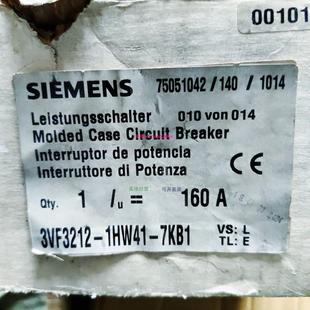 00101
SIEMENS 75051042/140/1014
Leistungsschalter 010 von 014
Molded Case Circuit Breaker
Interruptor de potencia
Interruttore di Potenza
CE
Qty. 1 /u = 160 A
3VF3212-1HW41-7KB1 VS: L
TL: E